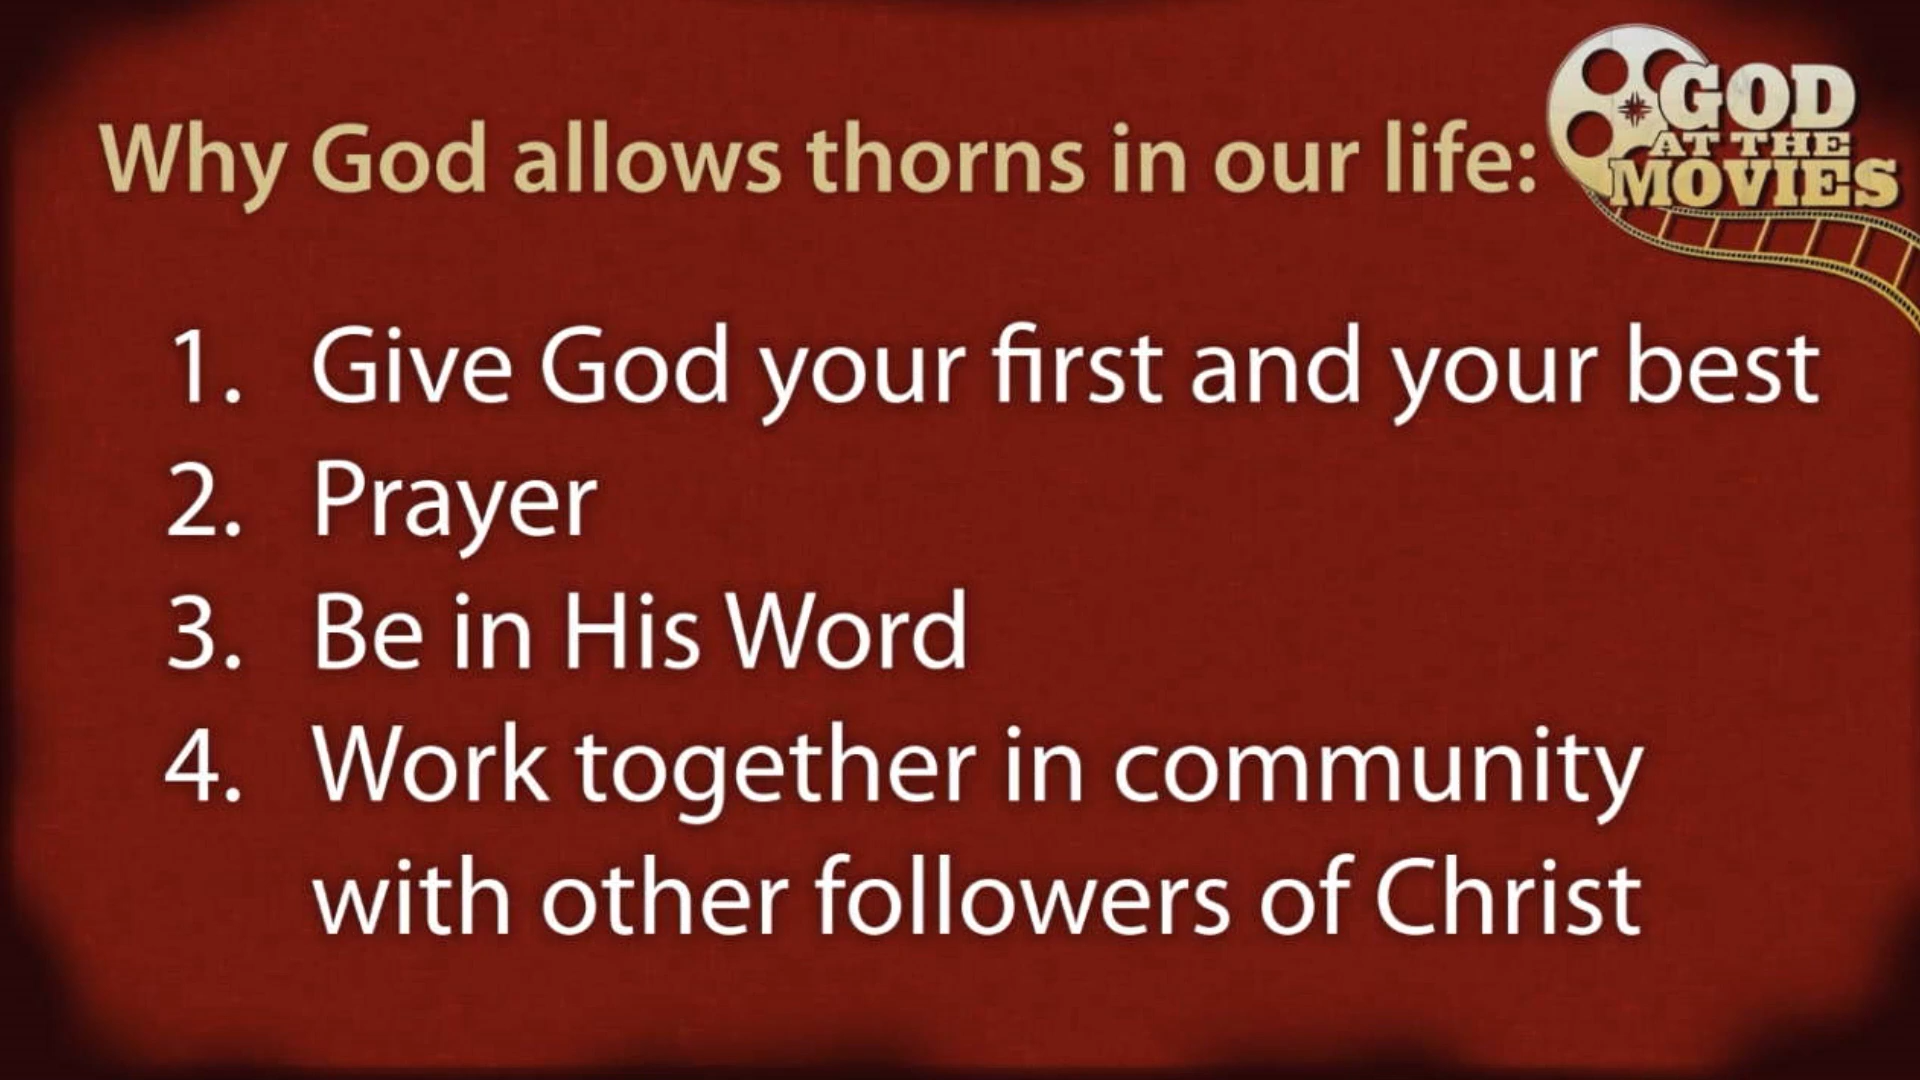 Why God allows thorns in our life:
GOD
AT THE
MOVIES
1. Give God your first and your best
2. Prayer
3. Be in His Word
4. Work together in community
with other followers of Christ